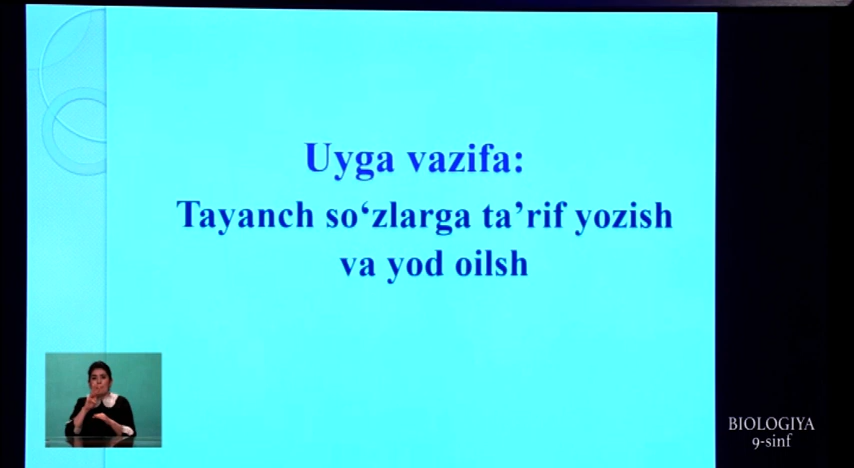 Uyga vazifa:
Tayanch so‘zlarga ta’rif yozish
va yod oilsh
BIOLOGIYA
9-sinf